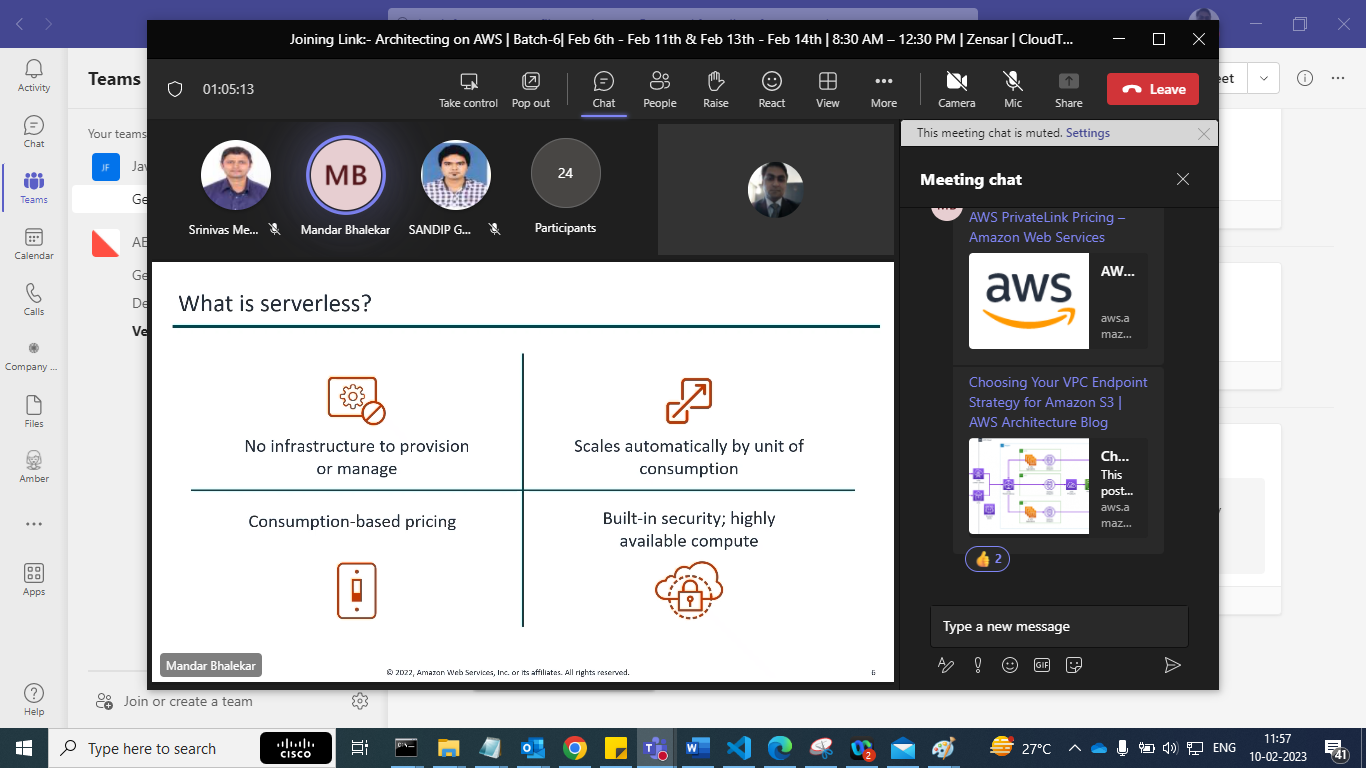 Joining Link:- Architecting on AWS | Batch-6| Feb 6th - Feb 11th & Feb 13th - Feb 14th | 8:30 AM – 12:30 PM | Zensar | CloudT...
01:05:13
Take control
Pop out
Chat
People
Raise
React
View
More
Camera
Mic
Share
Leave
Activity
Chat
Teams
Calendar
Calls
Company ...
Files
Amber
Apps
Help
Teams
Your teams
JF
Jav
Ge
AE
Ge
De
Ve
Join or create a team
eet
MB
24
Srinivas Me...
Mandar Bhalekar
SANDIP G...
Participants
What is serverless?
No infrastructure to provision
or manage
Scales automatically by unit of
consumption
Consumption-based pricing
Built-in security; highly
available compute
Mandar Bhalekar
© 2022, Amazon Web Services, Inc. or its affiliates. All rights reserved.
6
This meeting chat is muted. Settings
Meeting chat
AWS PrivateLink Pricing –
Amazon Web Services
aws
AW...
aws.a
maz...
Choosing Your VPC Endpoint
Strategy for Amazon S3 |
AWS Architecture Blog
Ch...
This
post...
aws.a
maz...
2
Type a new message
GIF
Type here to search
CISCO
2
27°C
ENG
11:57
10-02-2023
41